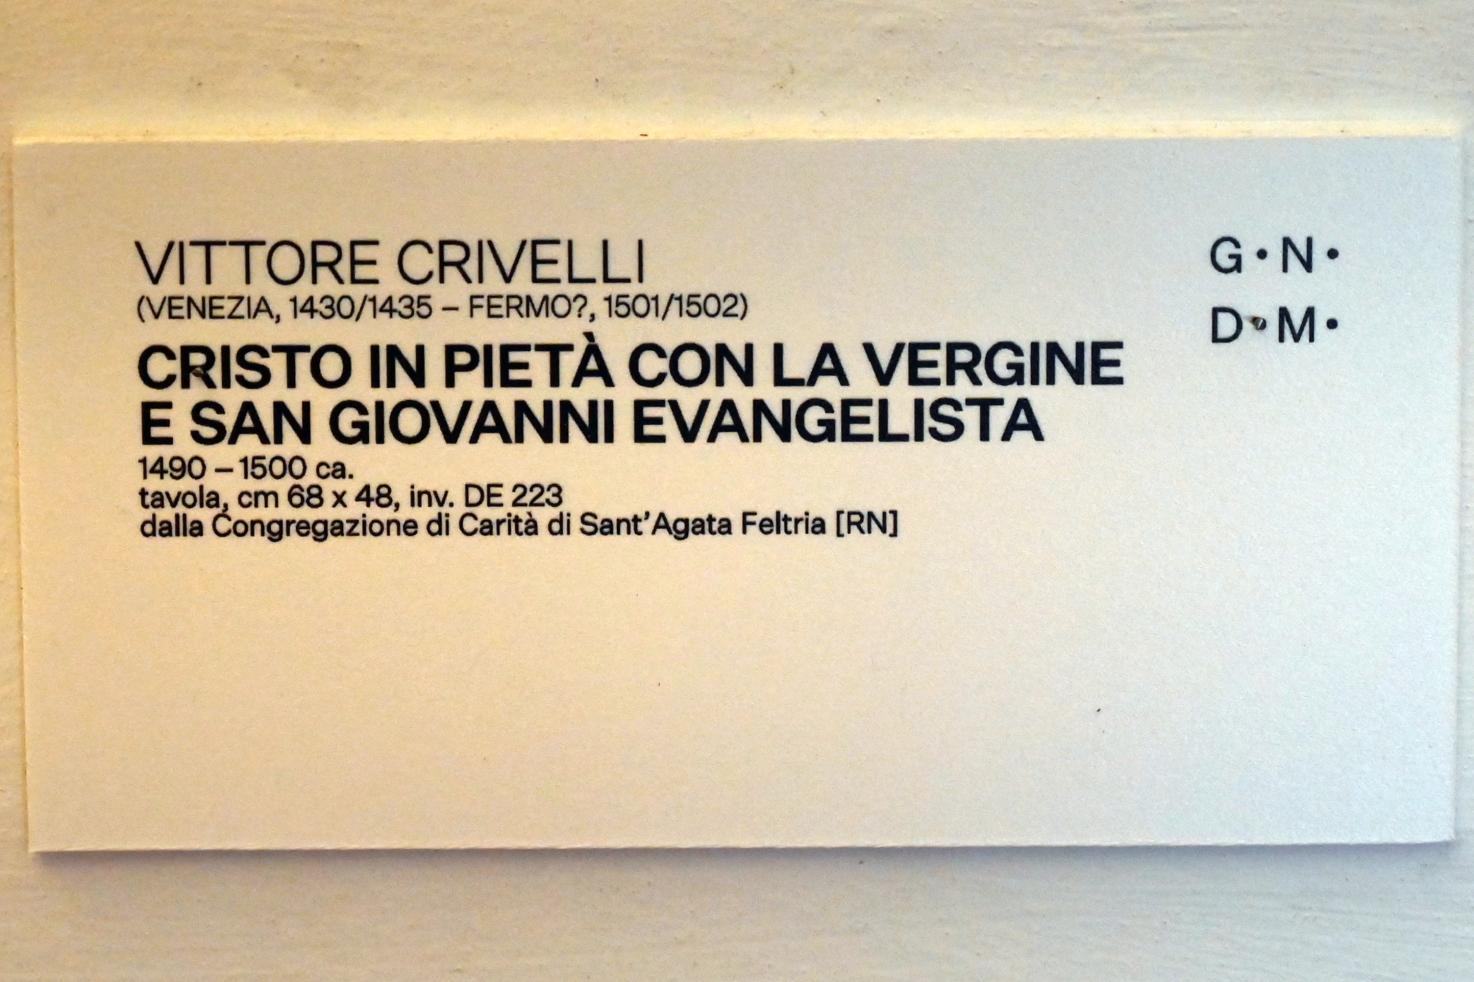 VITTORE CRIVELLI
(VENEZIA, 1430/1435 – FERMO?, 1501/1502)
CRISTO IN PIETÀ CON LA VERGINE
E SAN GIOVANNI EVANGELISTA
1490 – 1500 ca.
tavola, cm 68 x 48, inv. DE 223
dalla Congregazione di Carità di Sant'Agata Feltria [RN]
G • N •
D • M •